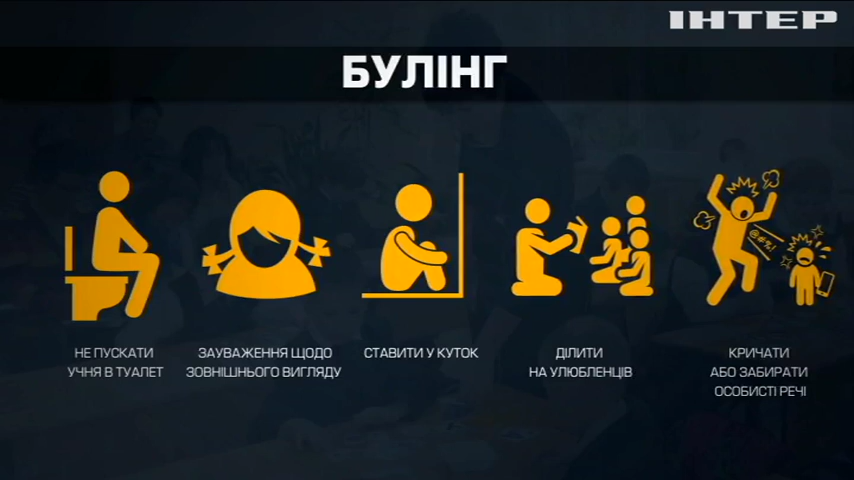 ІНТЕР
БУЛІНГ
НЕ ПУСКАТИ
УЧНЯ В ТУАЛЕТ
ЗАУВАЖЕННЯ ЩОДО
ЗОВНІШНЬОГО ВИГЛЯДУ
СТАВИТИ У КУТОК
ДІЛИТИ
НА УЛЮБЛЕНЦІВ
@#%!
КРИЧАТИ
АБО ЗАБИРАТИ
ОСОБИСТІ РЕЧІ